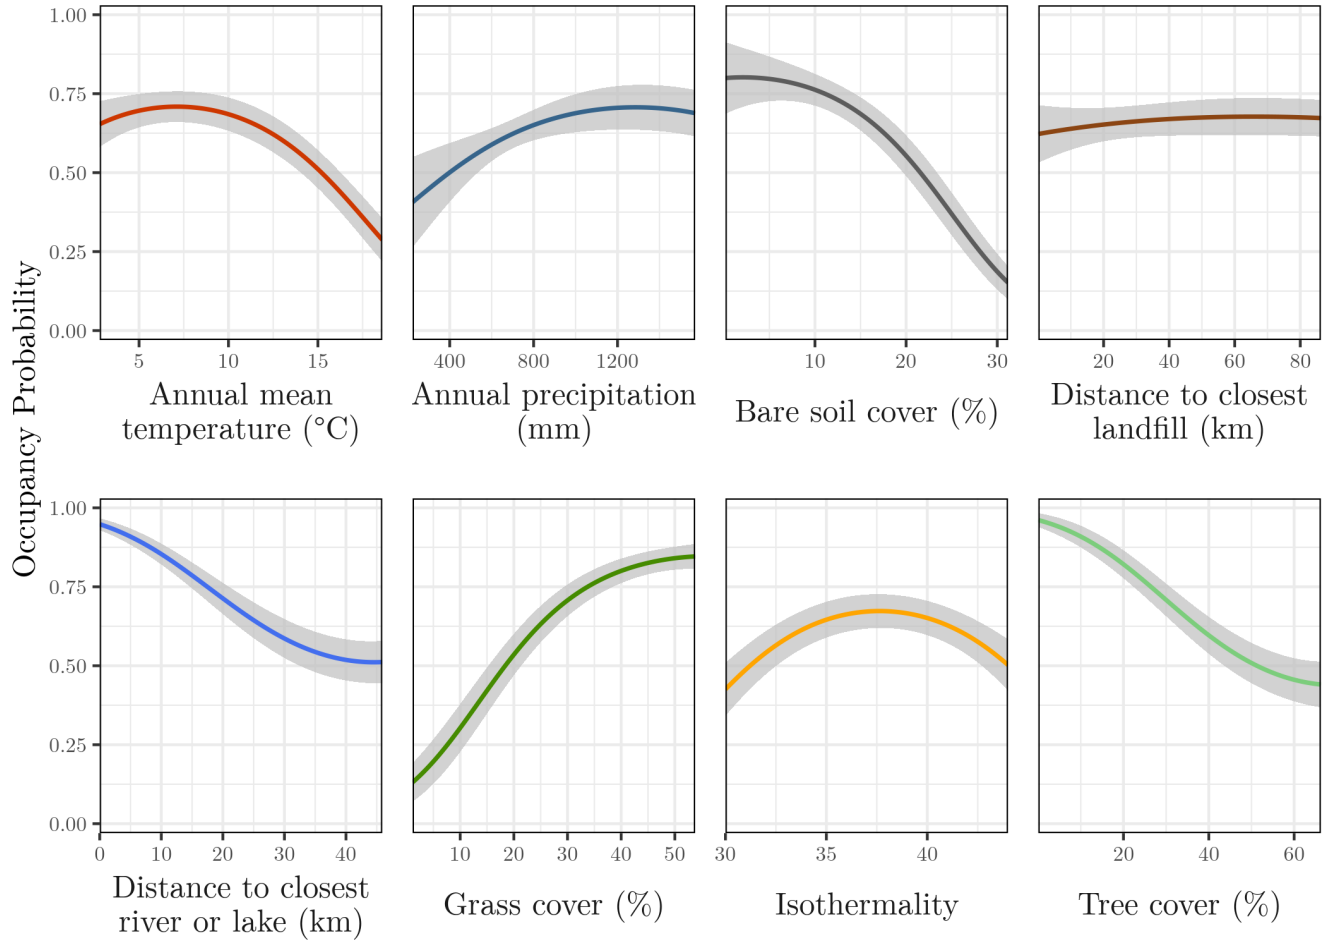 Occupancy Probability
1.00
0.75
0.50
0.25
0.00
5 10 15
Annual mean
temperature (°C)
400 800 1200
Annual precipitation
(mm)
10 20 30
Bare soil cover (%)
20 40 60 80
Distance to closest
landfill (km)
1.00
0.75
0.50
0.25
0.00
0 10 20 30 40
Distance to closest
river or lake (km)
10 20 30 40 50
Grass cover (%)
30 35 40
Isothermality
20 40 60
Tree cover (%)